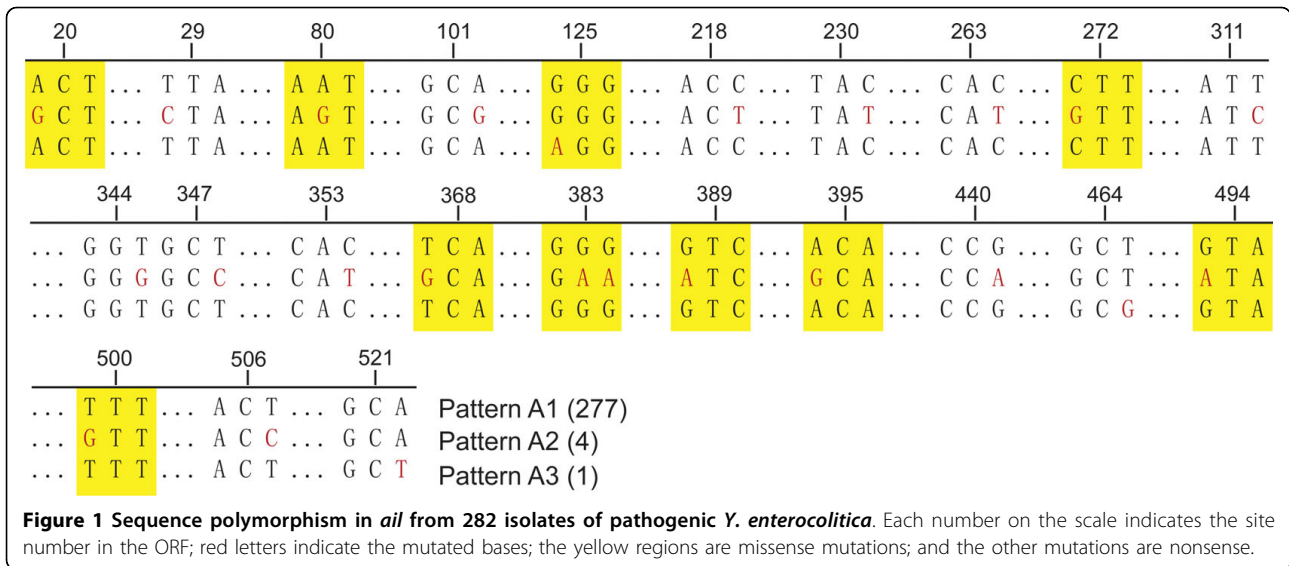 20 29 80 101 125 218 230 263 272 311
A C T ... T T A ... A A T ... G C A ... G G G ... A C C ... T A C ... C A C ... C T T ... A T T
G C T ... C T A ... A G T ... G C G ... G G G ... A C T ... T A T ... C A T ... G T T ... A T C
A C T ... T T A ... A A T ... G C A ... A G G ... A C C ... T A C ... C A C ... C T T ... A T T
344 347 353 368 383 389 395 440 464 494
... G G T G C T ... C A C ... T C A ... G G G ... G T C ... A C A ... C C G ... G C T ... G T A
... G G G G C C ... C A T ... G C A ... G A A ... A T C ... G C A ... C C A ... G C T ... A T A
... G G T G C T ... C A C ... T C A ... G G G ... G T C ... A C A ... C C G ... G C G ... G T A
500 506 521
... T T T ... A C T ... G C A Pattern A1 (277)
... G T T ... A C C ... G C A Pattern A2 (4)
... T T T ... A C T ... G C T Pattern A3 (1)
Figure 1 Sequence polymorphism in ail from 282 isolates of pathogenic Y. enterocolitica. Each number on the scale indicates the site
number in the ORF; red letters indicate the mutated bases; the yellow regions are missense mutations; and the other mutations are nonsense.